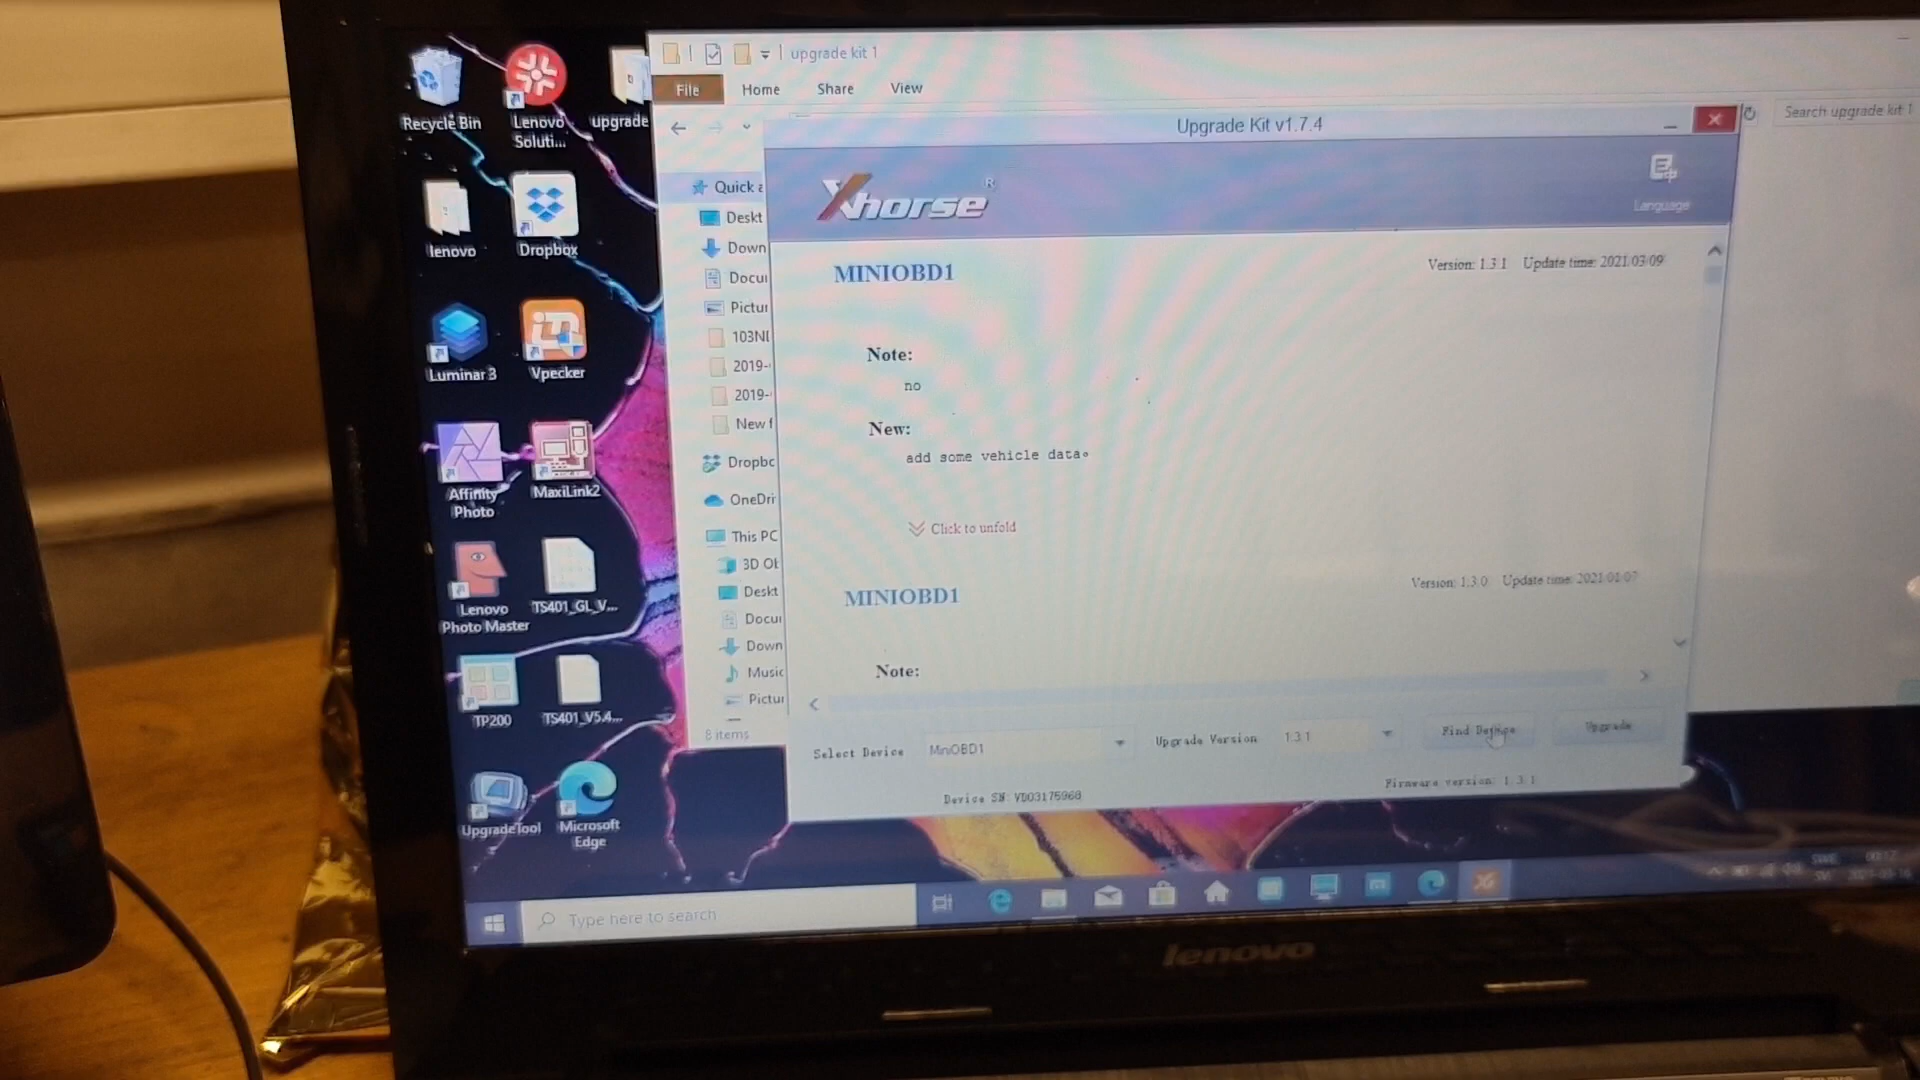 Recycle Bin
Lenovo
Soluti...
upgrade
lenovo
Dropbox
Luminar 3
Vpecker
Affinity
Photo
MaxiLink2
Lenovo
Photo Master
TS401_GL_V...
TP200
TS401_V5.4...
UpgradeTool
Microsoft
Edge
upgrade kit 1
File
Home
Share
View
Search upgrade kit 1
Quick a
Deskt
Down
Docu
Pictur
103N
2019-
2019-
New f
Dropbc
OneDri
This PC
3D Ob
Deskt
Docu
Down
Music
Pictur
8 items
Upgrade Kit v1.7.4
Xhorse ®
Language
MINIOBD1
Version: 1.3.1 Update time: 2021.03.09
Note:
no
New:
add some vehicle data。
Click to unfold
MINIOBD1
Version: 1.3.0 Update time: 2021.01.07
Note:
Select Device MiniOBD1
Upgrade Version 1.3.1
Find Device
Upgrade
Device SN: VD03175968
Firmware version: 1.3.1
Type here to search
lenovo